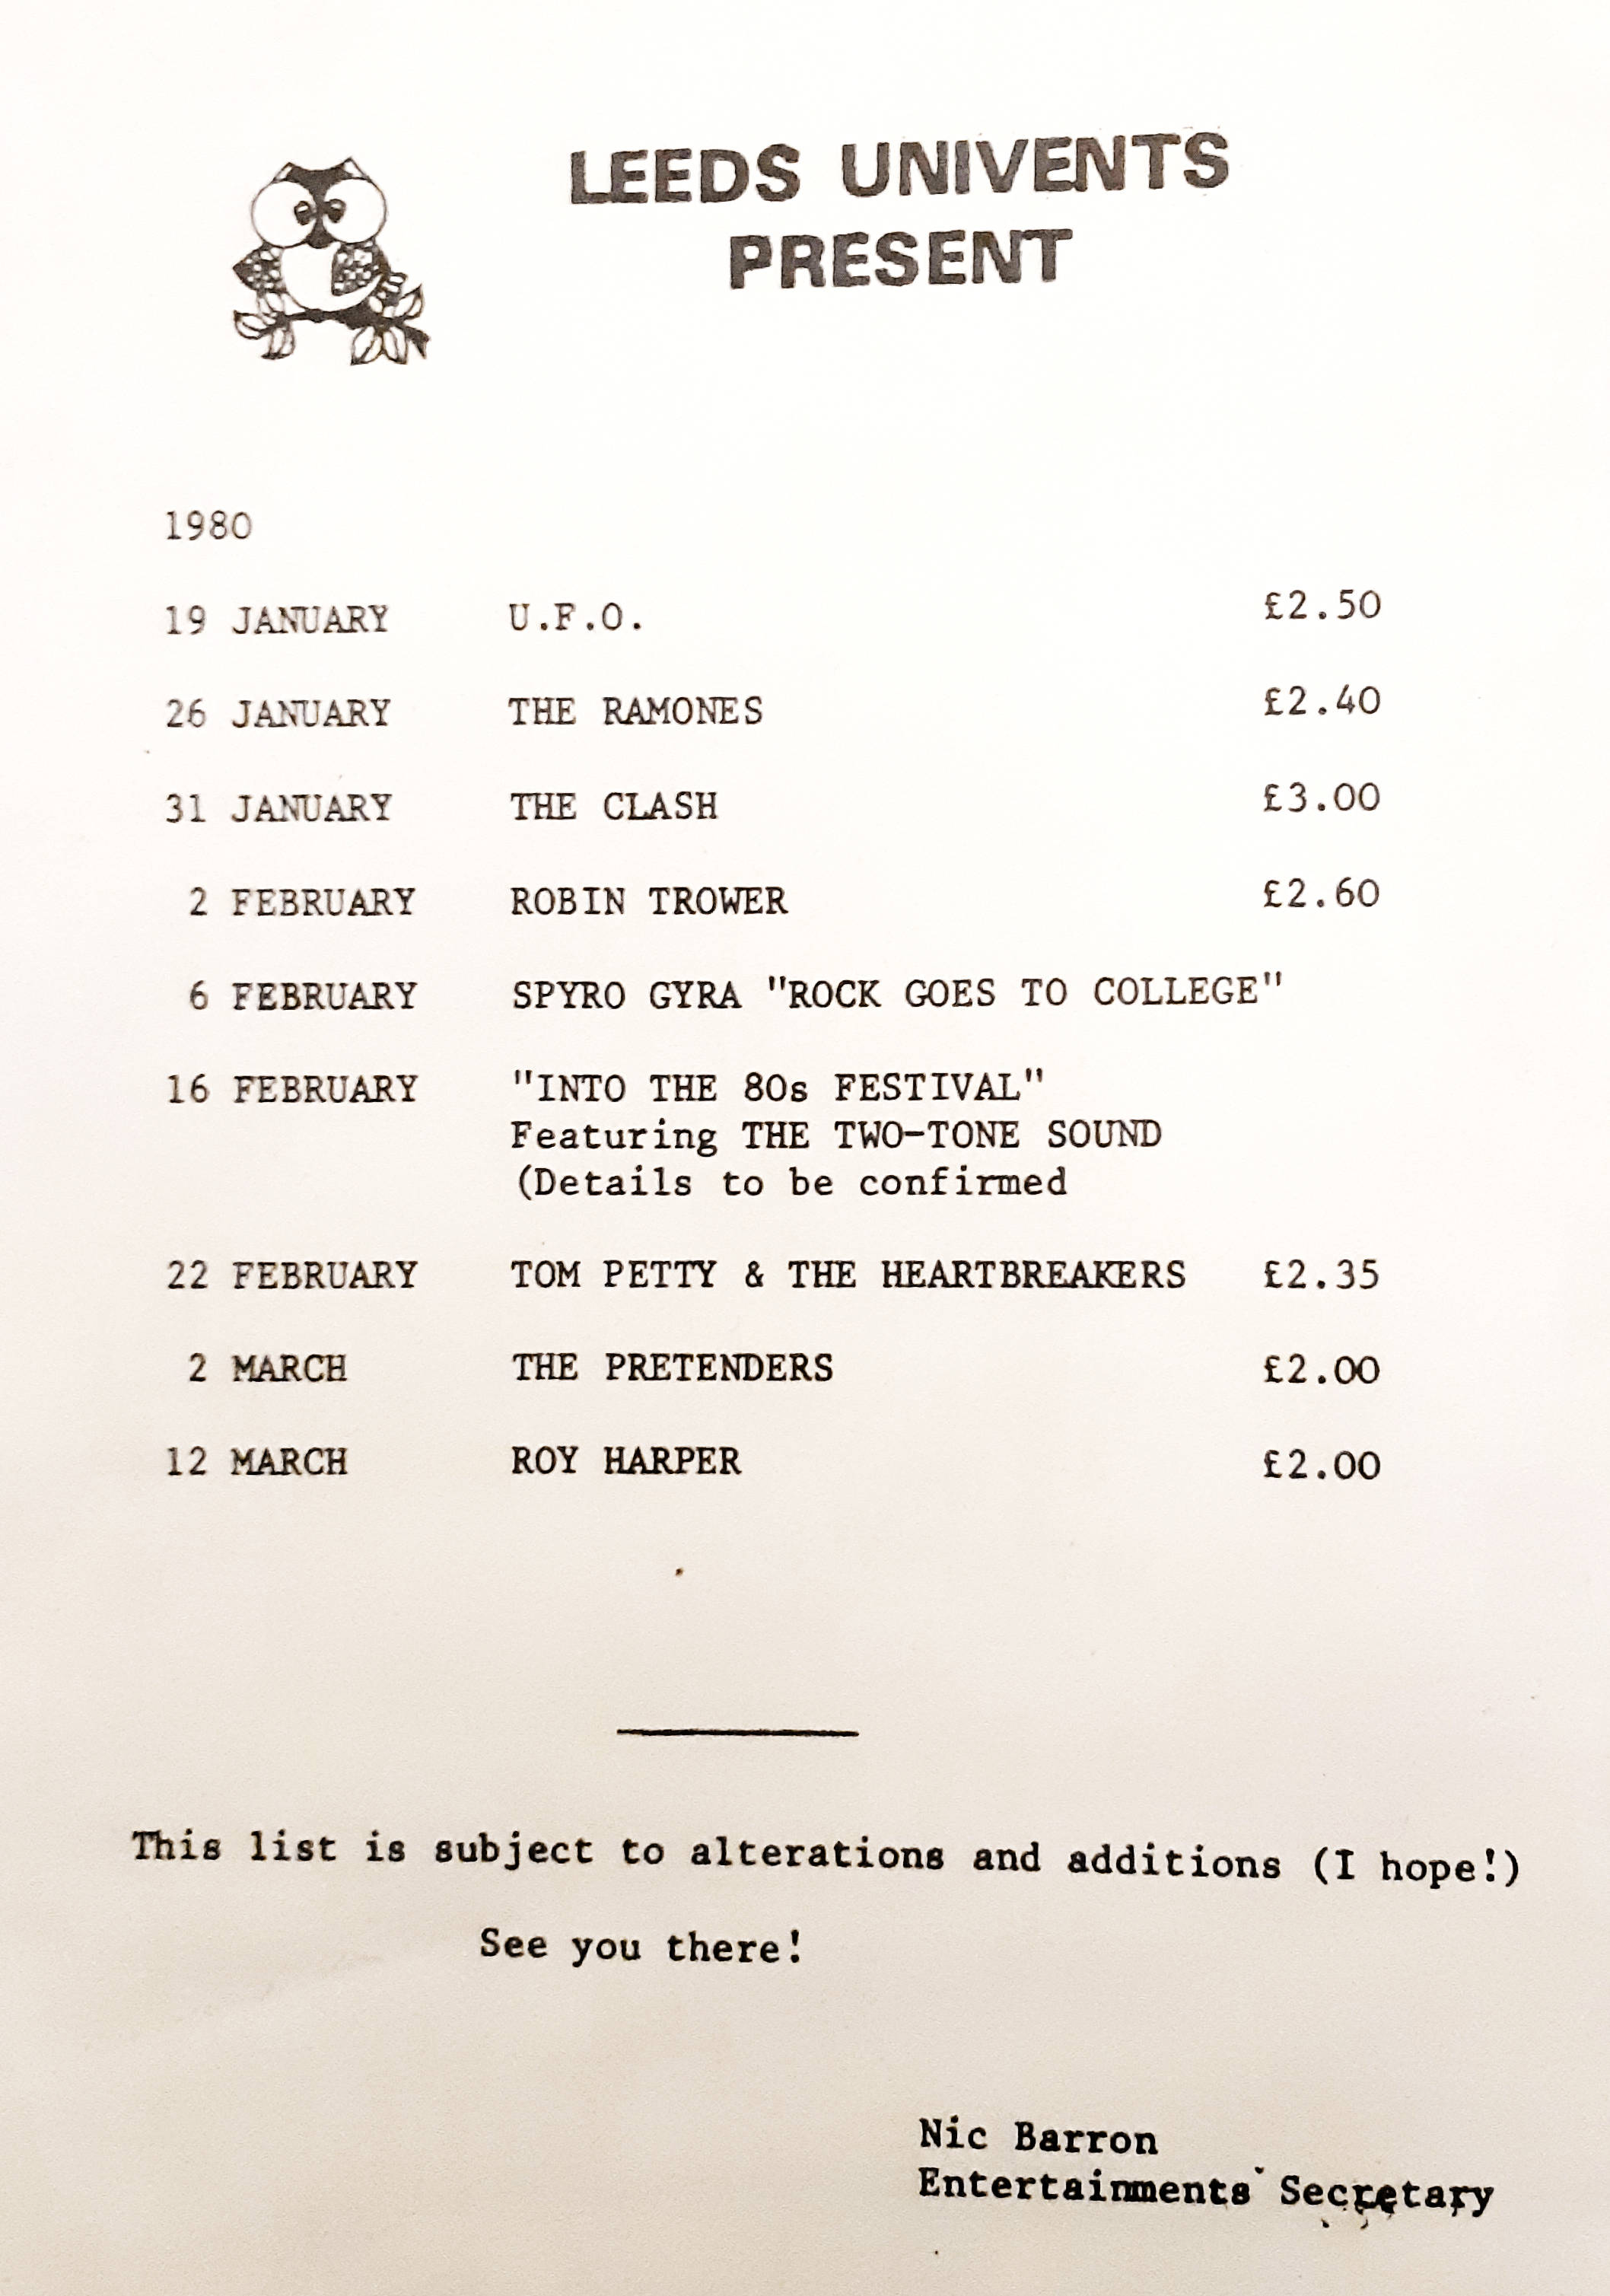 LEEDS UNIVENTS
PRESENT
1980
19 JANUARY U.F.O. £2.50
26 JANUARY THE RAMONES £2.40
31 JANUARY THE CLASH £3.00
2 FEBRUARY ROBIN TROWER £2.60
6 FEBRUARY SPYRO GYRA "ROCK GOES TO COLLEGE"
16 FEBRUARY "INTO THE 80s FESTIVAL"
Featuring THE TWO-TONE SOUND
(Details to be confirmed
22 FEBRUARY TOM PETTY & THE HEARTBREAKERS £2.35
2 MARCH THE PRETENDERS £2.00
12 MARCH ROY HARPER £2.00
This list is subject to alterations and additions (I hope!)
See you there!
Nic Barron
Entertainments Secretary